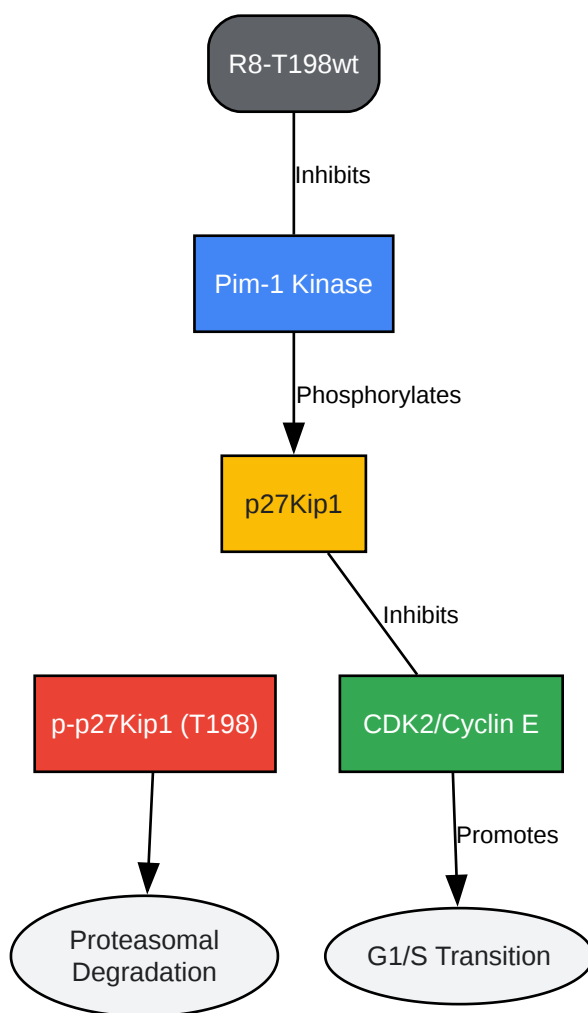 R8-T198wt
Inhibits
Pim-1 Kinase
Phosphorylates
p27Kip1
Inhibits
p-p27Kip1 (T198)
CDK2/Cyclin E
Promotes
Proteasomal
Degradation
G1/S Transition